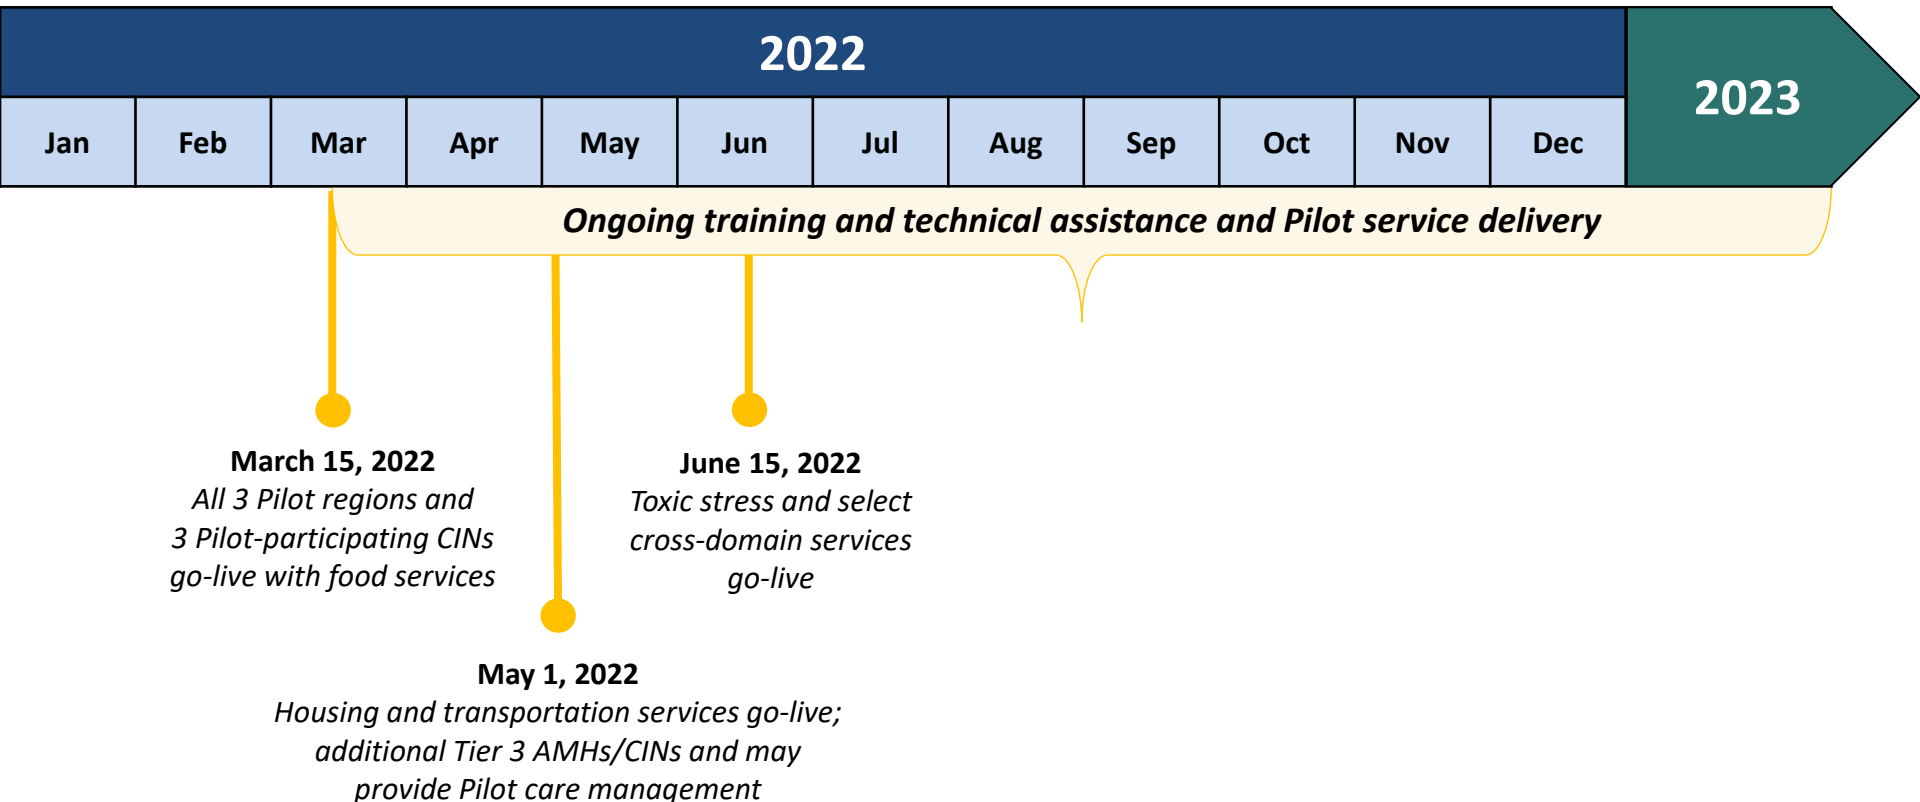 2022
2023
Jan Feb Mar Apr May Jun Jul Aug Sep Oct Nov Dec
Ongoing training and technical assistance and Pilot service delivery
March 15, 2022
All 3 Pilot regions and
3 Pilot-participating CINs
go-live with food services
June 15, 2022
Toxic stress and select
cross-domain services
go-live
May 1, 2022
Housing and transportation services go-live;
additional Tier 3 AMHs/CINs and may
provide Pilot care management